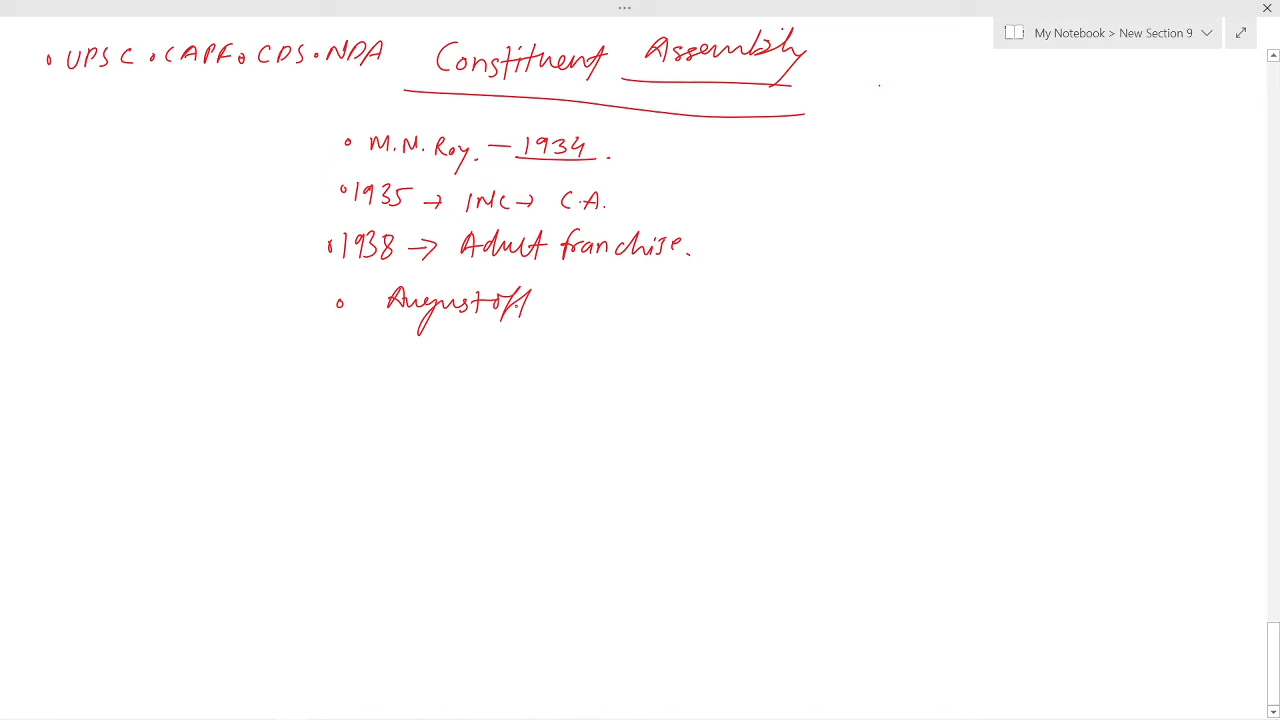 • UPSC • CAPF • CDS • NDA Constituent Assembly
My Notebook > New Section 9
• M.N. Roy. — 1934.
• 1935 → INC → C.A.
• 1938 → Adult franchise.
• August off